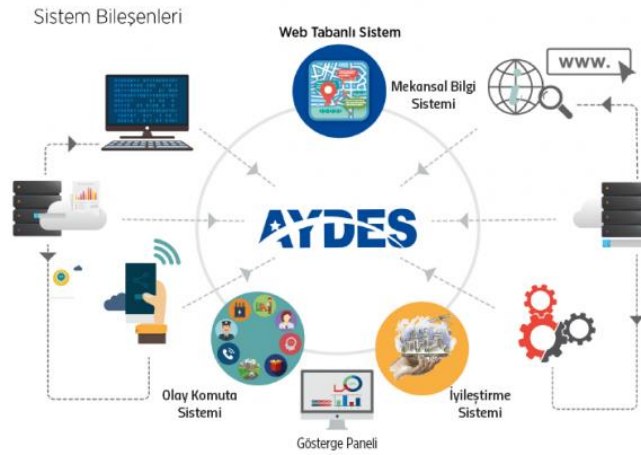 Sistem Bileşenleri
Web Tabanlı Sistem
Mekansal Bilgi
Sistemi
www.
AYDES
Olay Komuta
Sistemi
İyileştirme
Sistemi
Gösterge Paneli